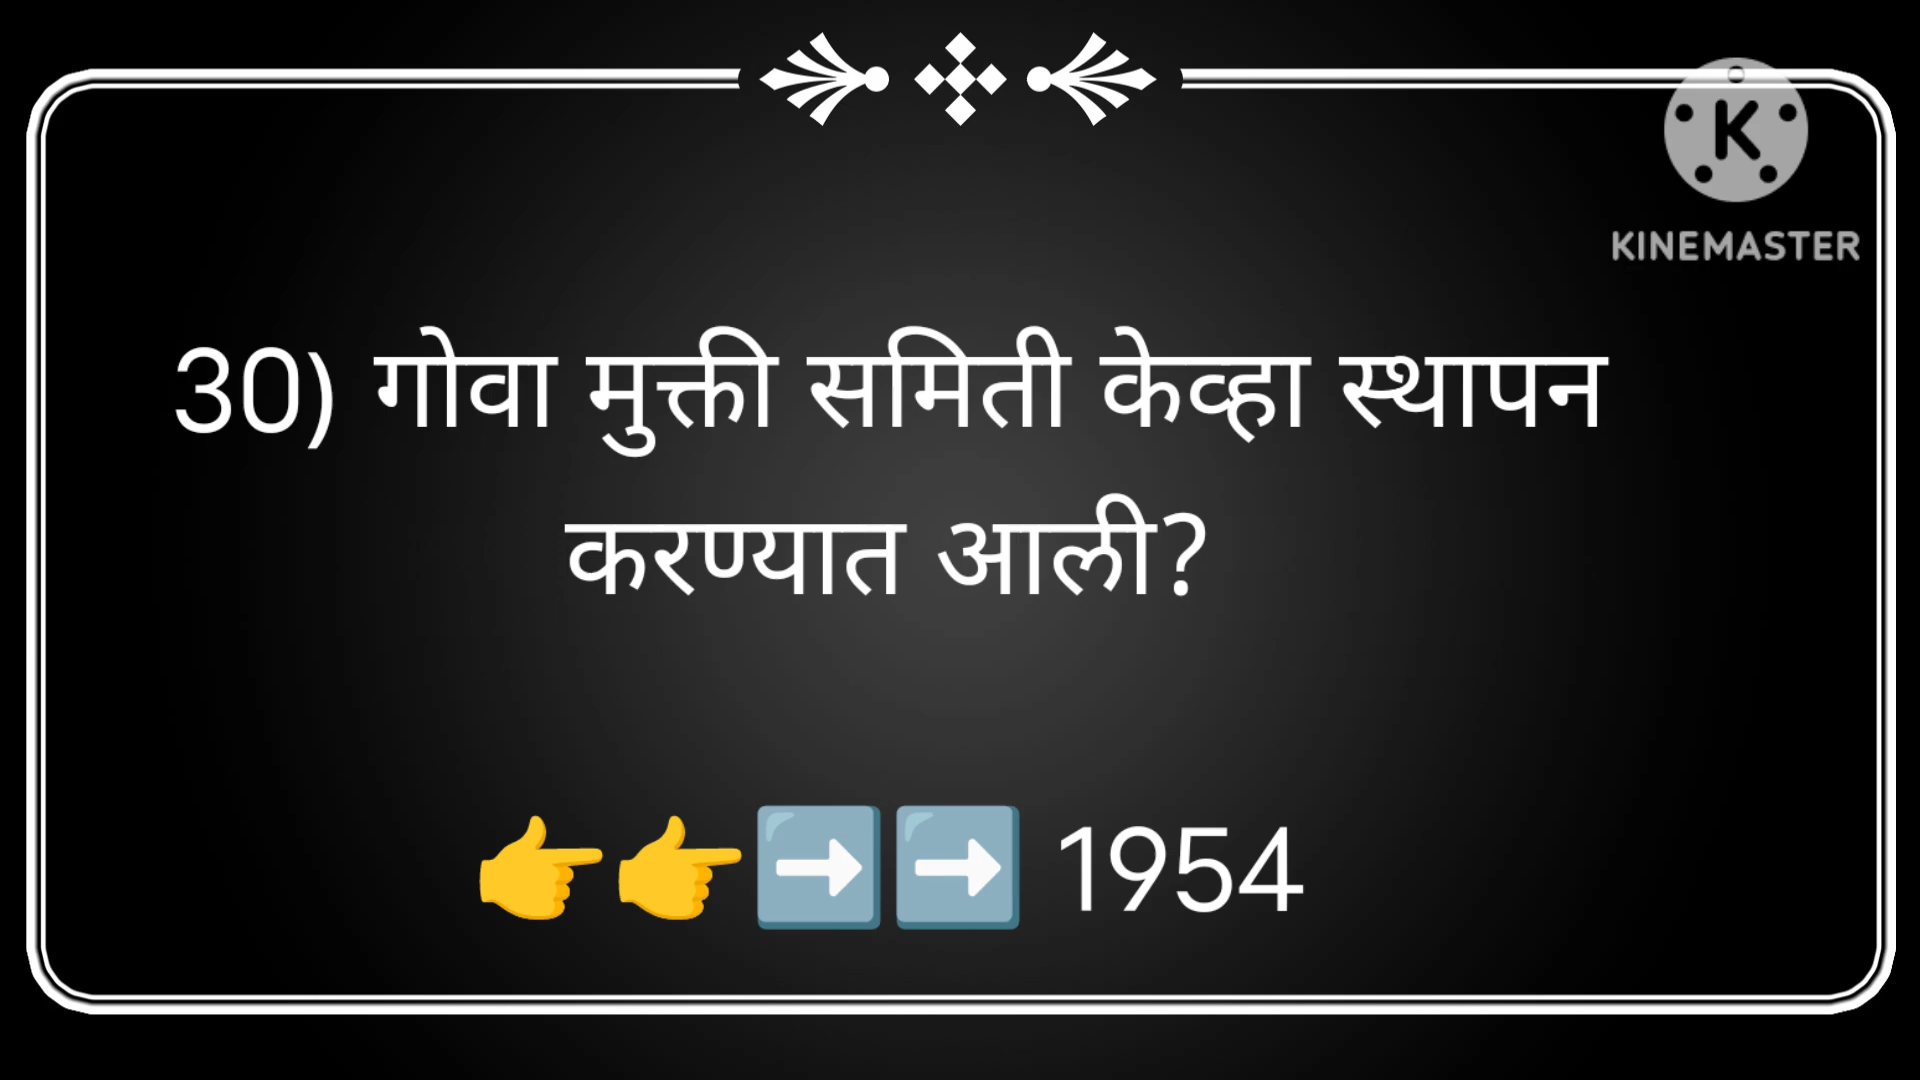 KINEMASTER
30) गोवा मुक्ती समिती केव्हा स्थापन
करण्यात आली?
👉👉➡️➡️ 1954